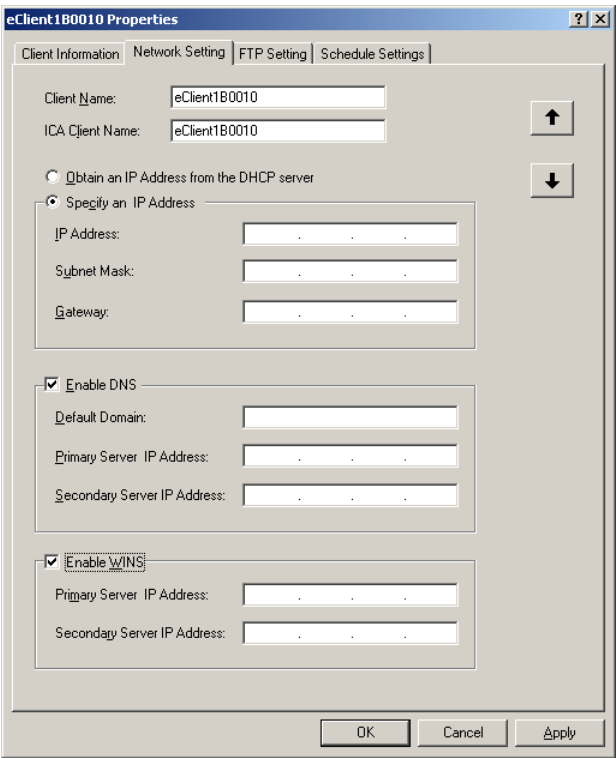 eClient1B0010 Properties
Client Information Network Setting FTP Setting Schedule Settings
Client Name: eClient1B0010
ICA Client Name: eClient1B0010
Obtain an IP Address from the DHCP server
Specify an IP Address
IP Address: . . .
Subnet Mask: . . .
Gateway: . . .
Enable DNS
Default Domain:
Primary Server IP Address: . . .
Secondary Server IP Address: . . .
Enable WINS
Primary Server IP Address: . . .
Secondary Server IP Address: . . .
OK Cancel Apply